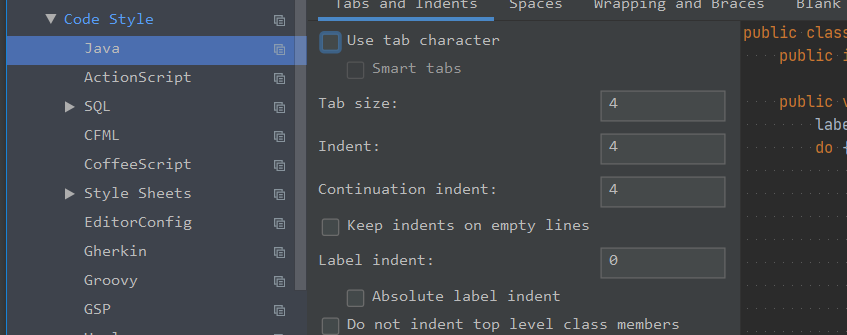 Code Style
Java
ActionScript
SQL
CFML
CoffeeScript
Style Sheets
EditorConfig
Gherkin
Groovy
GSP
Tabs and Indents Spaces Wrapping and Braces Blank
Use tab character
Smart tabs
Tab size: 4
Indent: 4
Continuation indent: 4
Keep indents on empty lines
Label indent: 0
Absolute label indent
Do not indent top level class members
public class
public i
public v
labe
do {